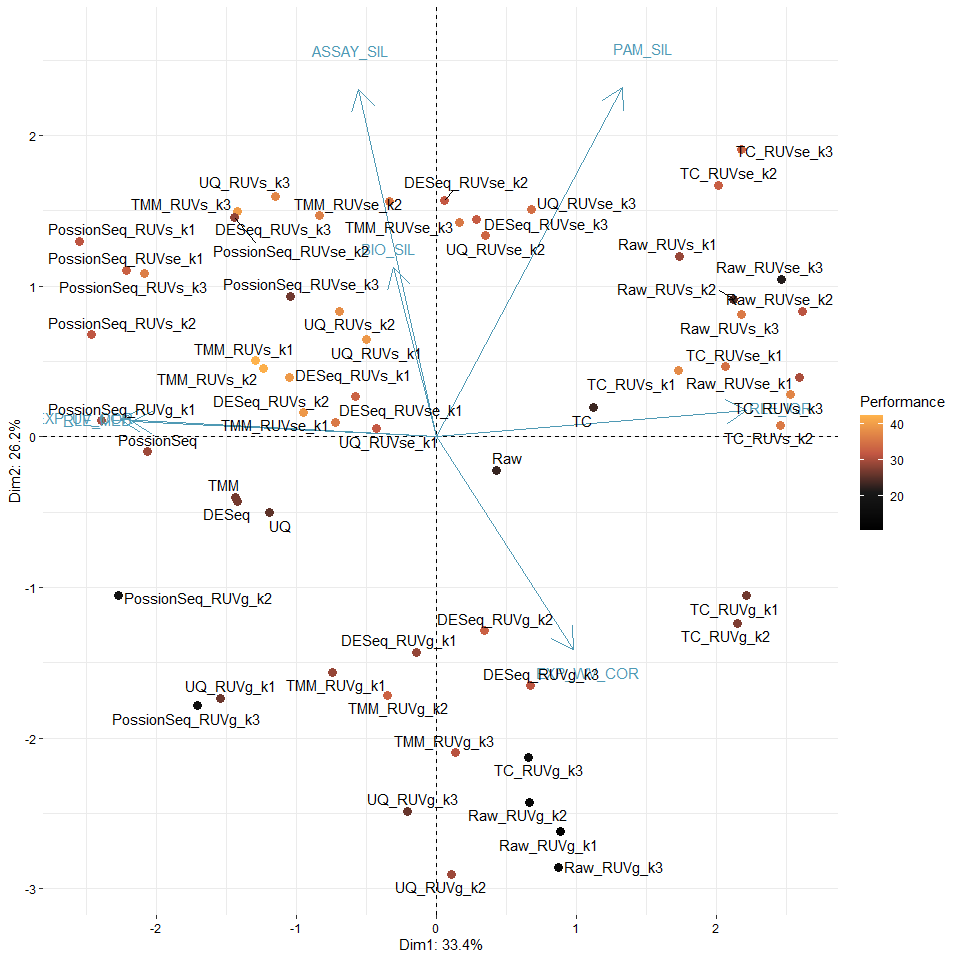 ASSAY_SIL
PAM_SIL
TC_RUVse_k3
TC_RUVse_k2
UQ_RUVs_k3
DESeq_RUVse_k2
TMM_RUVs_k3
TMM_RUVse_k2
UQ_RUVse_k3
DESeq_RUVs_k3
TMM_RUVse_k3
DESeq_RUVse_k3
PossionSeq_RUVs_k1
PossionSeq_RUVse_k2
BIO_SIL
UQ_RUVse_k2
Raw_RUVs_k1
PossionSeq_RUVse_k1
Raw_RUVse_k3
PossionSeq_RUVs_k3
PossionSeq_RUVse_k3
Raw_RUVs_k2
Raw_RUVse_k2
PossionSeq_RUVs_k2
UQ_RUVs_k2
Raw_RUVs_k3
TMM_RUVs_k1
UQ_RUVs_k1
TC_RUVse_k1
TMM_RUVs_k2
DESeq_RUVs_k1
TC_RUVs_k1
Raw_RUVse_k1
PossionSeq_RUVg_k1
DESeq_RUVs_k2
DESeq_RUVse_k1
TC_RUVs_k3
TMM_RUVse_k1
TC
PossionSeq
UQ_RUVse_k1
TC_RUVs_k2
Raw
TMM
DESeq
UQ
PossionSeq_RUVg_k2
TC_RUVg_k1
DESeq_RUVg_k2
TC_RUVg_k2
DESeq_RUVg_k1
DESeq_RUVg_k3
UQ_RUVg_k1
TMM_RUVg_k1
TMM_RUVg_k2
PossionSeq_RUVg_k3
TMM_RUVg_k3
TC_RUVg_k3
UQ_RUVg_k3
Raw_RUVg_k2
Raw_RUVg_k1
Raw_RUVg_k3
UQ_RUVg_k2
2
1
0
-1
-2
-3
Dim2: 26.2%
-2
-1
0
1
2
Dim1: 33.4%
Performance
40
30
20